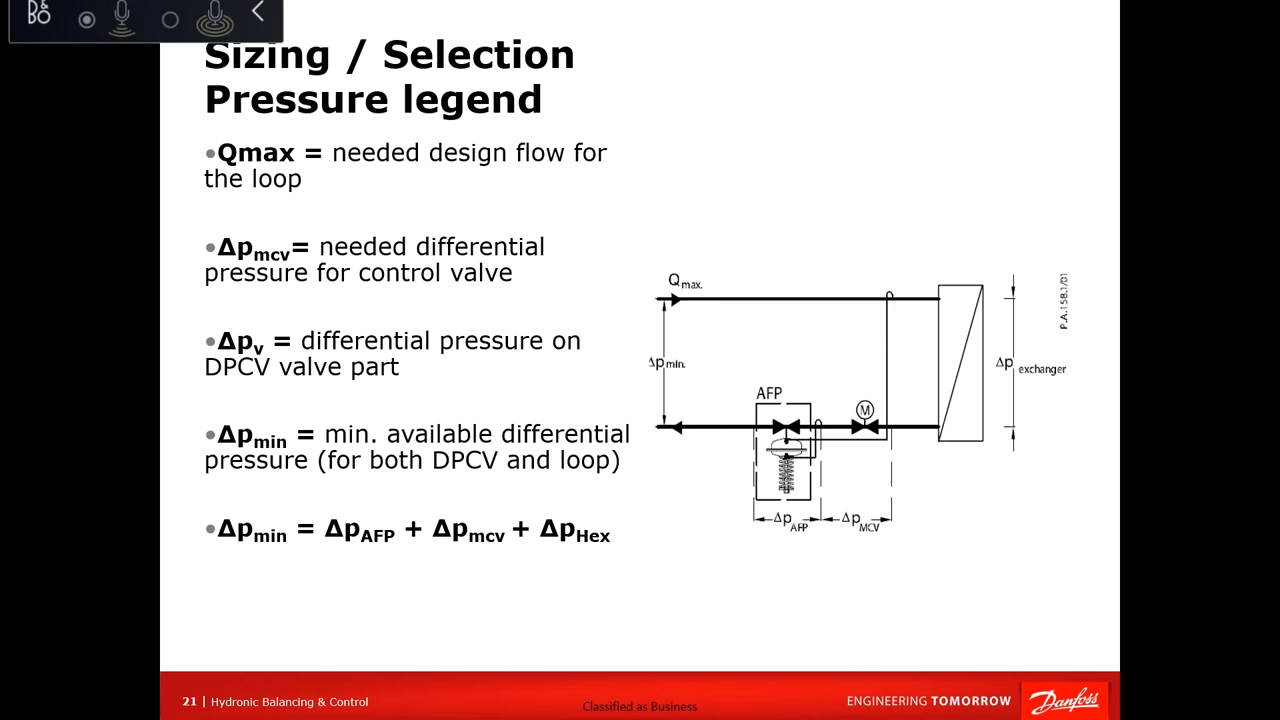 D&
BO
Sizing / Selection
Pressure legend
•Qmax = needed design flow for
the loop
•Δpmcv= needed differential
pressure for control valve
•Δpv = differential pressure on
DPCV valve part
•Δpmin = min. available differential
pressure (for both DPCV and loop)
•Δpmin = ΔpAFP + Δpmcv + ΔpHex
Qmax.
P.A.158.1/01
Δpmin.
Δp exchanger
AFP
M
ΔpAFP
ΔpMCV
21 | Hydronic Balancing & Control
Classified as Business
ENGINEERING TOMORROW
Danfoss